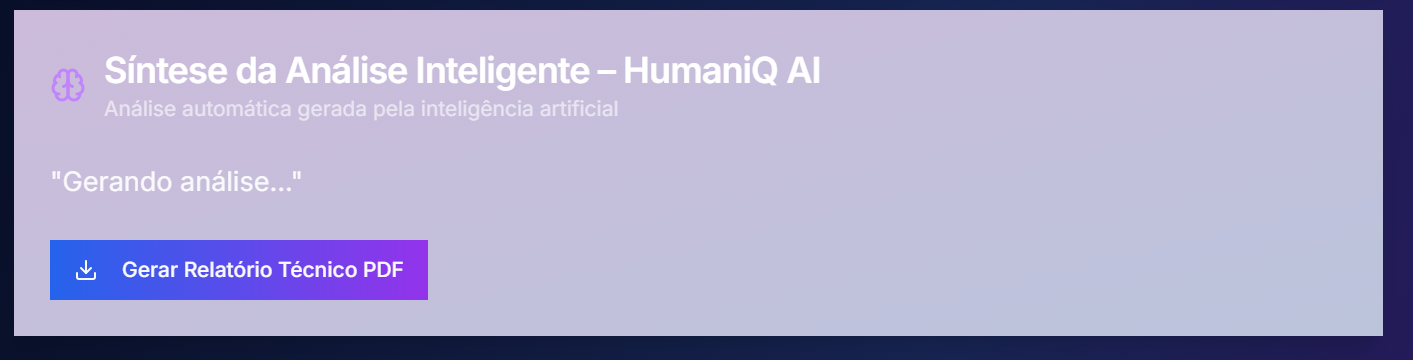 Síntese da Análise Inteligente – HumaniQ AI
Análise automática gerada pela inteligência artificial
"Gerando análise..."
Gerar Relatório Técnico PDF